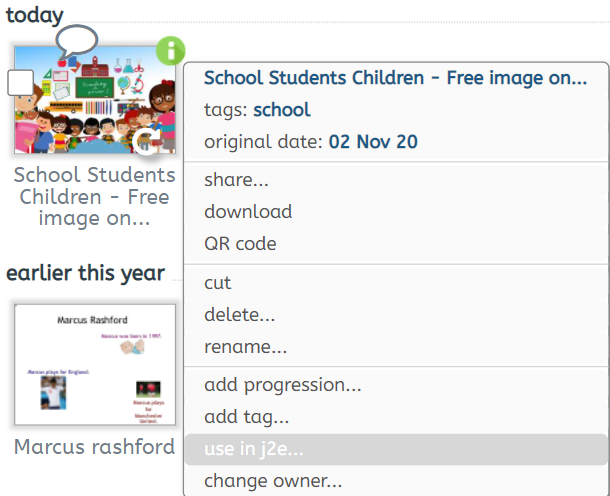 today
School Students
Children - Free
image on...
School Students Children - Free image on...
tags: school
original date: 02 Nov 20
share...
download
QR code
cut
delete...
rename...
add progression...
add tag...
use in j2e...
change owner...
earlier this year
Marcus Rashford
Marcus was born in 1997.
Marcus plays for England.
Marcus plays
for
Manchester
United.
Marcus rashford